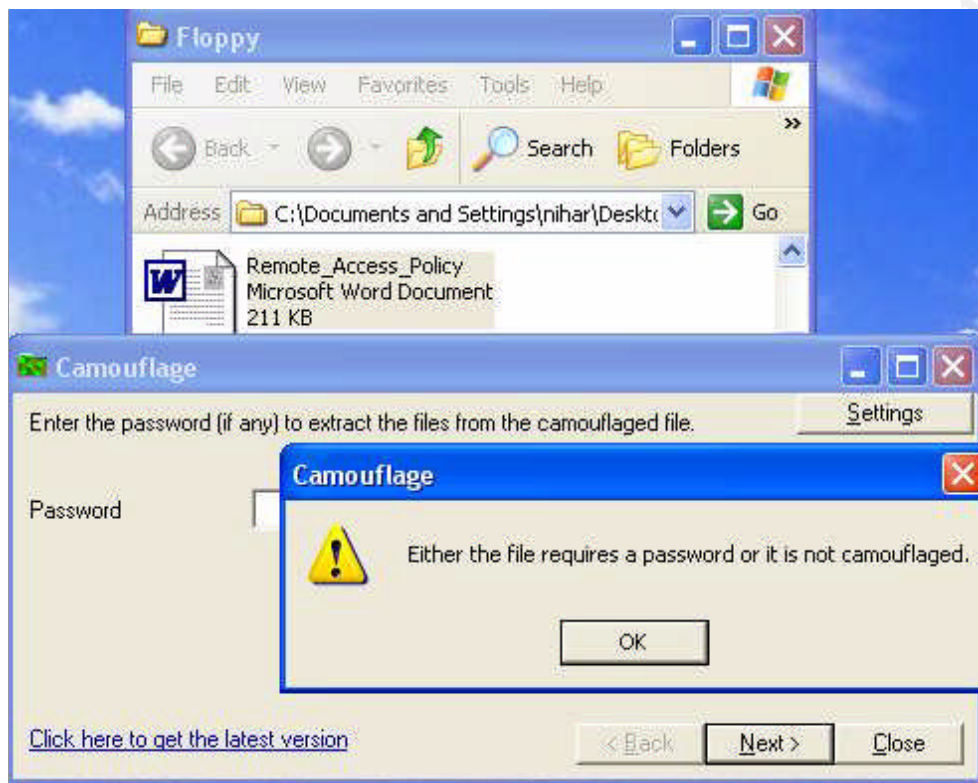 Floppy
File Edit View Favorites Tools Help
Back Search Folders »
Address C:\Documents and Settings\nihar\Deskt Go
Remote_Access_Policy
Microsoft Word Document
211 KB
Camouflage
Enter the password (if any) to extract the files from the camouflaged file. Settings
Camouflage
Password
Either the file requires a password or it is not camouflaged.
OK
Click here to get the latest version < Back Next > Close